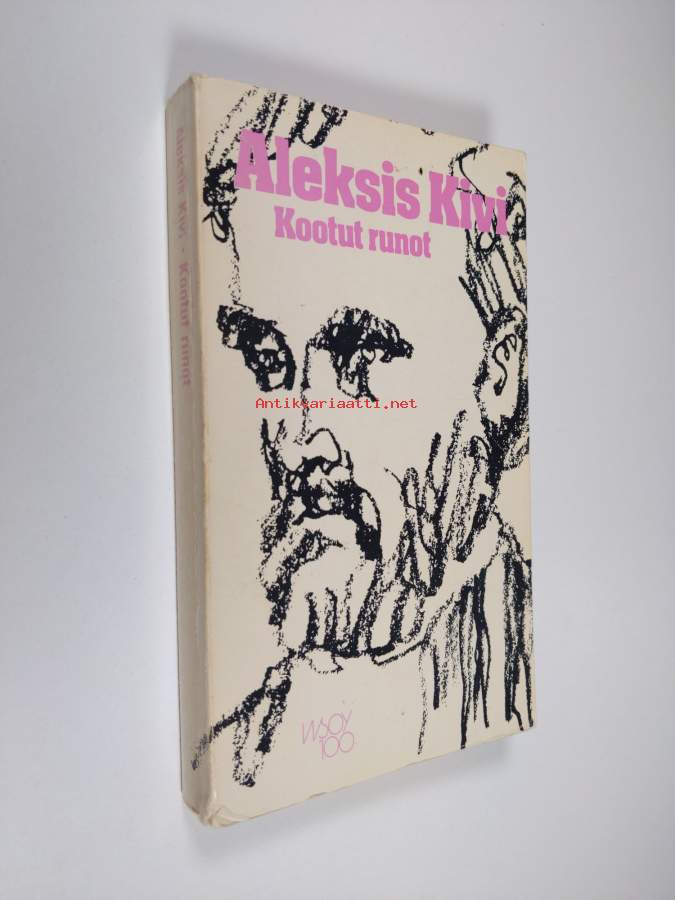 Aleksis Kivi
Kootut runot
Aleksis Kivi • Kootut runot
Antikvariaatti.net
WSOY
100